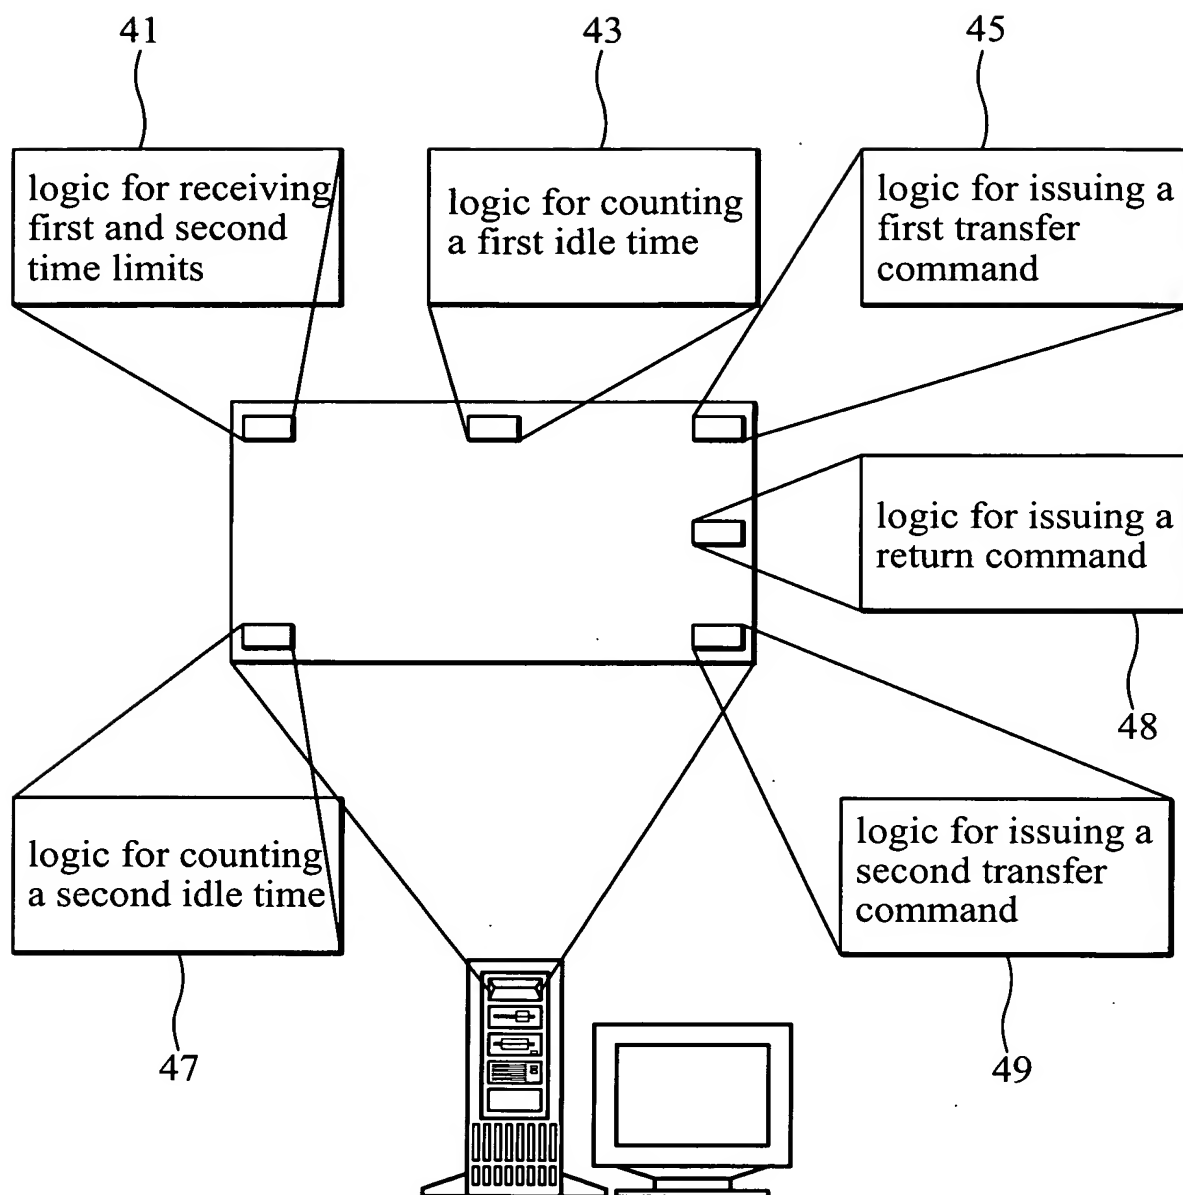 41
43
45
logic for receiving
first and second
time limits
logic for counting
a first idle time
logic for issuing a
first transfer
command
logic for issuing a
return command
48
logic for counting
a second idle time
logic for issuing a
second transfer
command
47
49